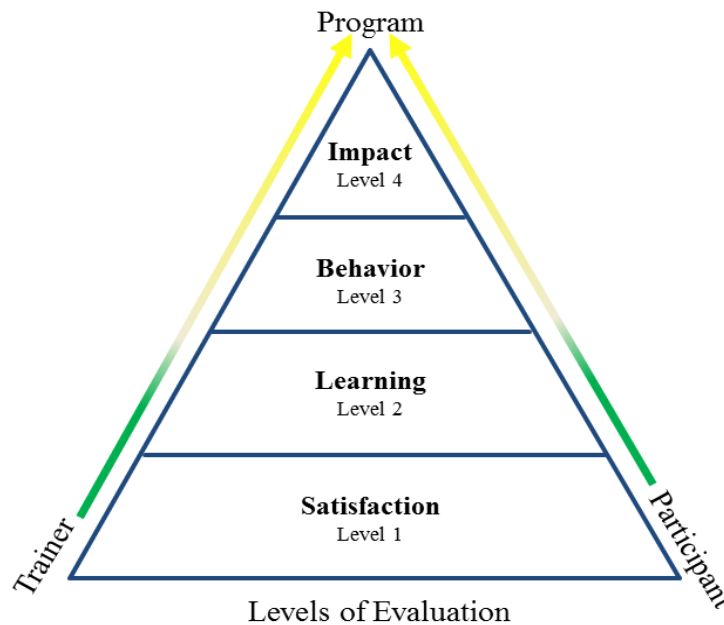 Program
Impact
Level 4
Behavior
Level 3
Learning
Level 2
Satisfaction
Level 1
Trainer
Participant
Levels of Evaluation